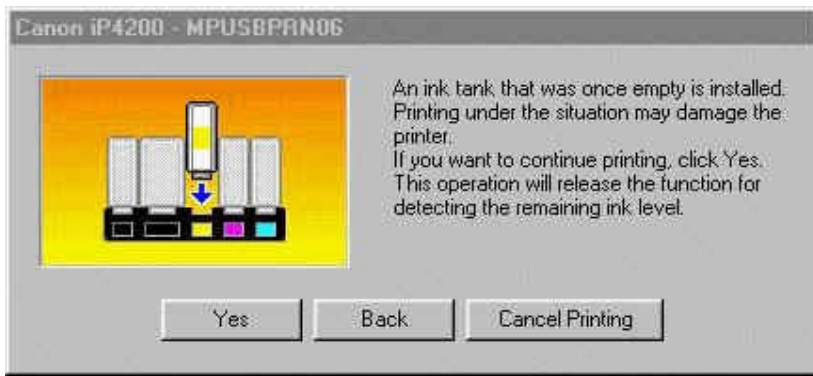 Canon iP4200 - MPUSBPRN06
An ink tank that was once empty is installed.
Printing under the situation may damage the
printer.
If you want to continue printing, click Yes.
This operation will release the function for
detecting the remaining ink level.
Yes
Back
Cancel Printing